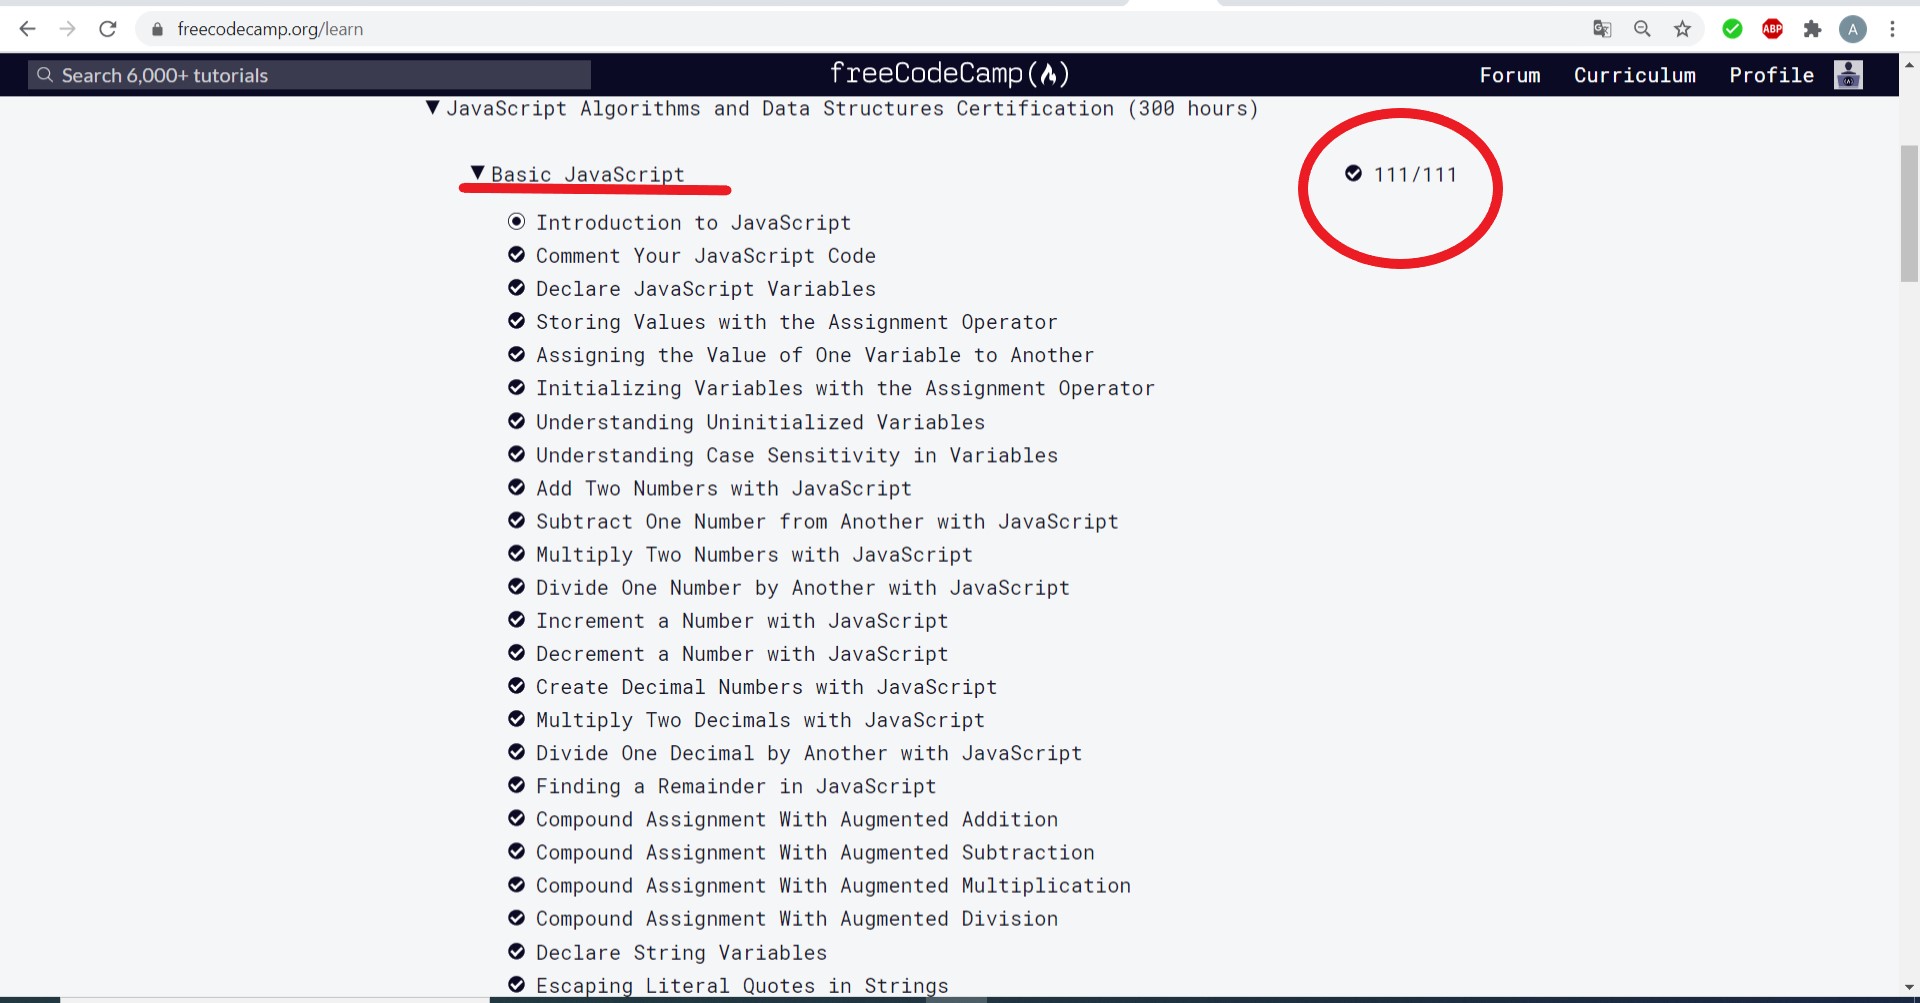 freecodecamp.org/learn
ABP
A
Search 6,000+ tutorials
freeCodeCamp
Forum
Curriculum
Profile
▼ JavaScript Algorithms and Data Structures Certification (300 hours)
▼ Basic JavaScript
111/111
Introduction to JavaScript
Comment Your JavaScript Code
Declare JavaScript Variables
Storing Values with the Assignment Operator
Assigning the Value of One Variable to Another
Initializing Variables with the Assignment Operator
Understanding Uninitialized Variables
Understanding Case Sensitivity in Variables
Add Two Numbers with JavaScript
Subtract One Number from Another with JavaScript
Multiply Two Numbers with JavaScript
Divide One Number by Another with JavaScript
Increment a Number with JavaScript
Decrement a Number with JavaScript
Create Decimal Numbers with JavaScript
Multiply Two Decimals with JavaScript
Divide One Decimal by Another with JavaScript
Finding a Remainder in JavaScript
Compound Assignment With Augmented Addition
Compound Assignment With Augmented Subtraction
Compound Assignment With Augmented Multiplication
Compound Assignment With Augmented Division
Declare String Variables
Escaping Literal Quotes in Strings